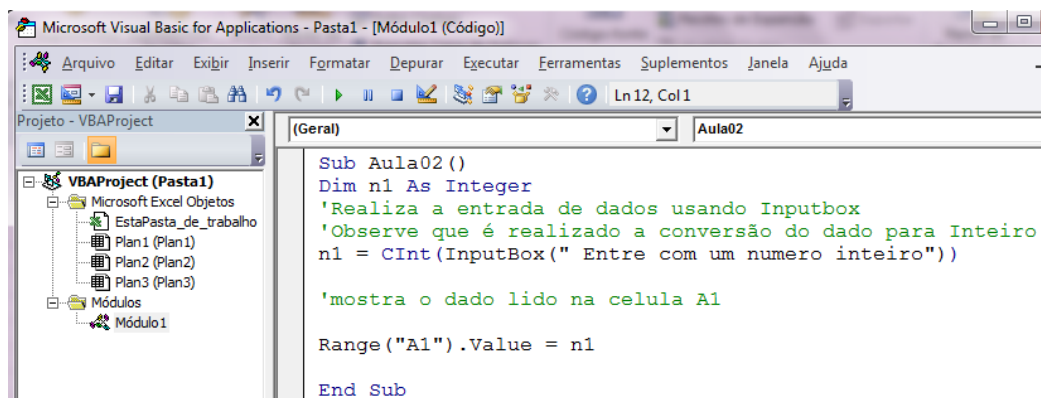 Microsoft Visual Basic for Applications - Pasta1 - [Módulo1 (Código)]
Arquivo Editar Exibir Inserir Formatar Depurar Executar Ferramentas Suplementos Janela Ajuda
Ln 12, Col 1
Projeto - VBAProject
(Geral) Aula02
VBAProject (Pasta1)
Microsoft Excel Objetos
EstaPasta_de_trabalho
Plan1 (Plan1)
Plan2 (Plan2)
Plan3 (Plan3)
Módulos
Módulo1
Sub Aula02()
Dim n1 As Integer
'Realiza a entrada de dados usando Inputbox
'Observe que é realizado a conversão do dado para Inteiro
n1 = CInt(InputBox(" Entre com um numero inteiro"))
'mostra o dado lido na celula A1
Range("A1").Value = n1
End Sub